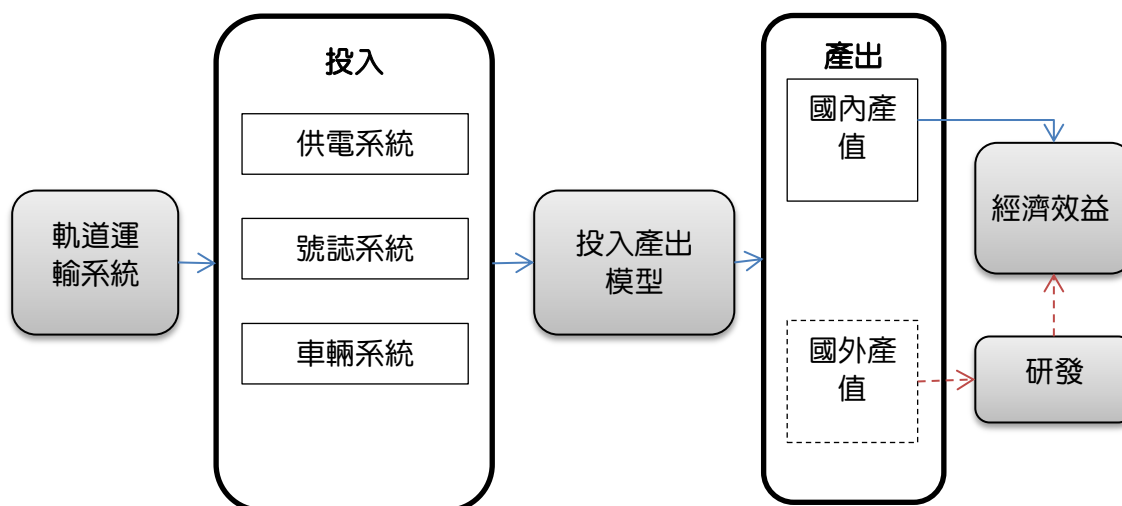 軌道運
輸系統
投入
供電系統
號誌系統
車輛系統
投入產出
模型
產出
國內產
值
國外產
值
經濟效益
研發